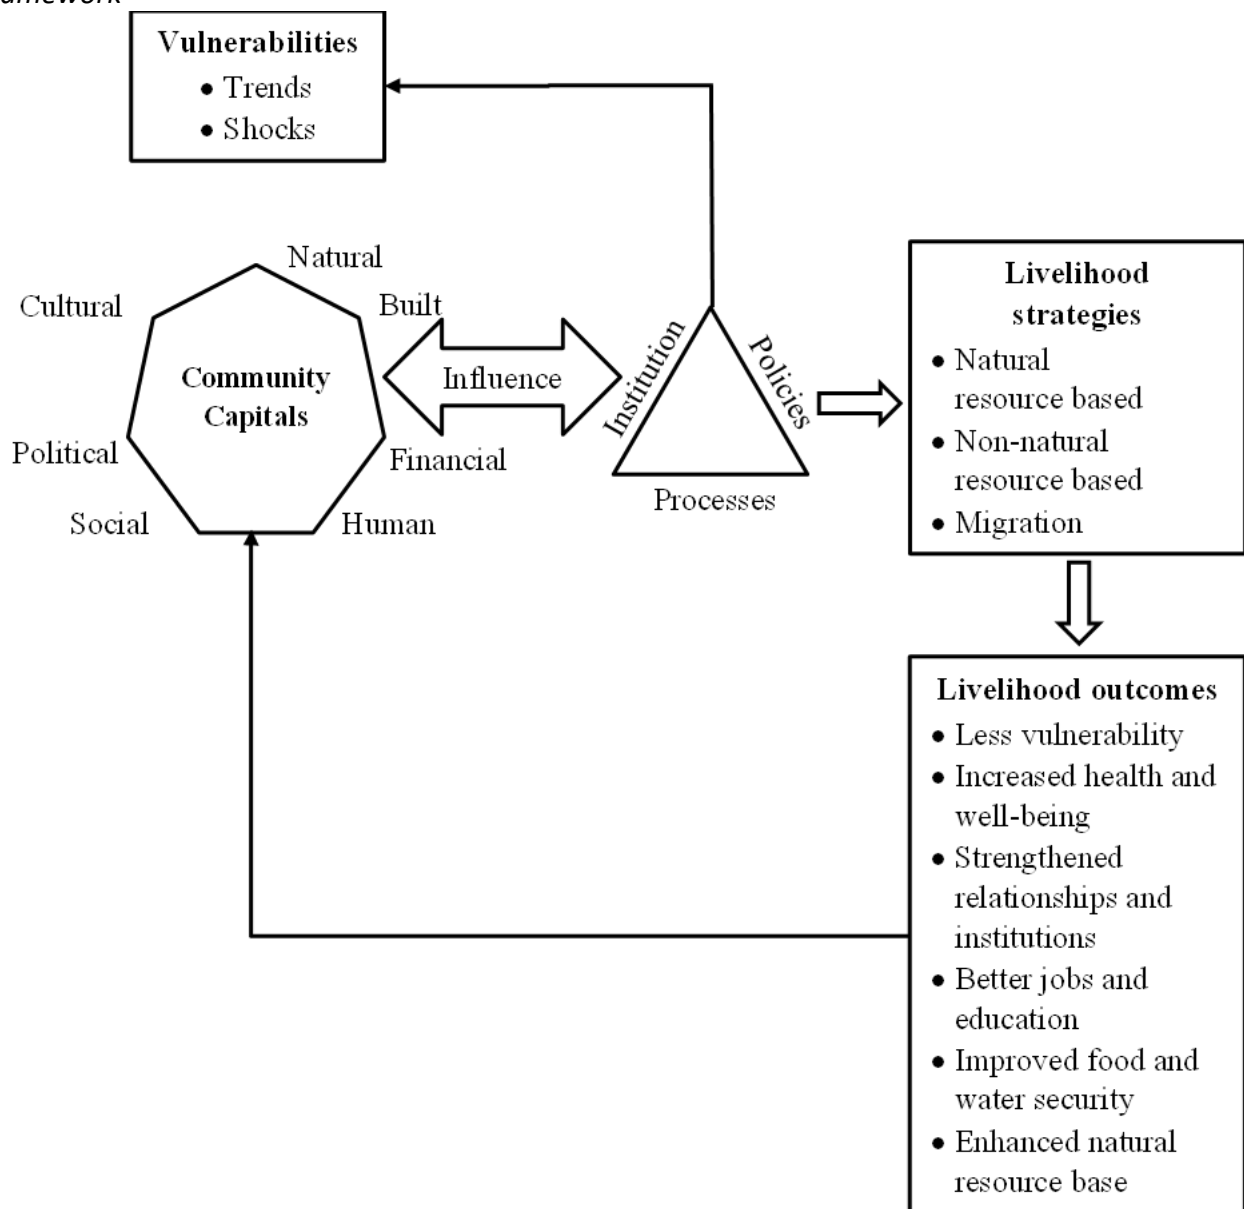 Vulnerabilities
• Trends
• Shocks
Natural
Cultural
Built
Community
Capitals
Influence
Institution
Policies
Political
Financial
Processes
Social
Human
Livelihood
strategies
• Natural
resource based
• Non-natural
resource based
• Migration
Livelihood outcomes
• Less vulnerability
• Increased health and
well-being
• Strengthened
relationships and
institutions
• Better jobs and
education
• Improved food and
water security
• Enhanced natural
resource base